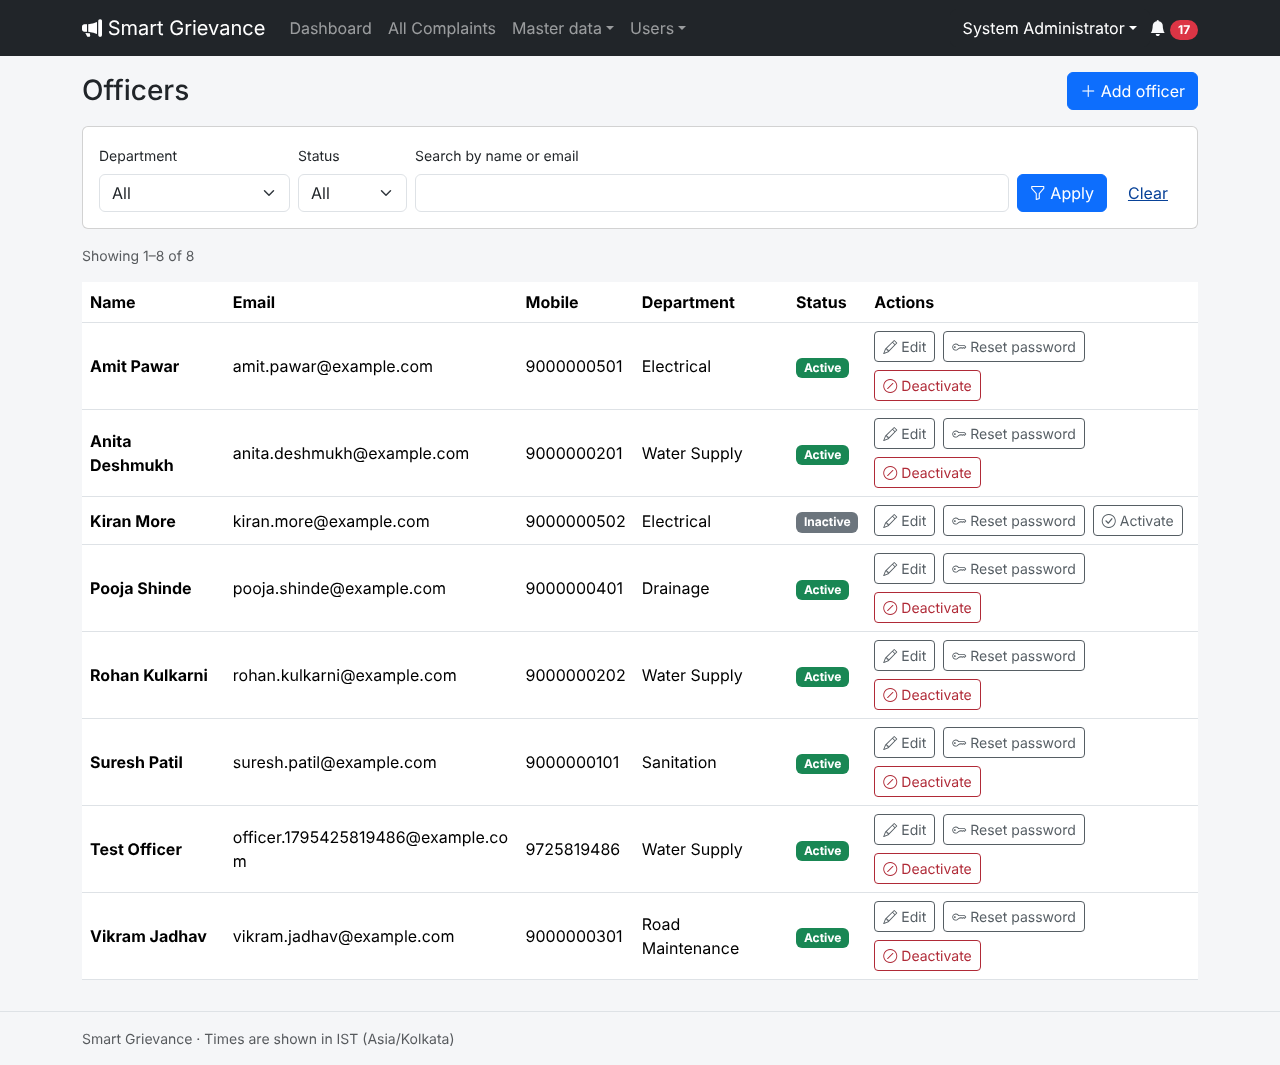 Smart Grievance Dashboard All Complaints Master data Users System Administrator 17
Officers
Add officer
Department Status Search by name or email
All All Apply Clear
Showing 1–8 of 8
Name Email Mobile Department Status Actions
Amit Pawar amit.pawar@example.com 9000000501 Electrical Active Edit Reset password
Deactivate
Anita
Deshmukh anita.deshmukh@example.com 9000000201 Water Supply Active Edit Reset password
Deactivate
Kiran More kiran.more@example.com 9000000502 Electrical Inactive Edit Reset password Activate
Pooja Shinde pooja.shinde@example.com 9000000401 Drainage Active Edit Reset password
Deactivate
Rohan Kulkarni rohan.kulkarni@example.com 9000000202 Water Supply Active Edit Reset password
Deactivate
Suresh Patil suresh.patil@example.com 9000000101 Sanitation Active Edit Reset password
Deactivate
Test Officer officer.1795425819486@example.co
m 9725819486 Water Supply Active Edit Reset password
Deactivate
Vikram Jadhav vikram.jadhav@example.com 9000000301 Road
Maintenance Active Edit Reset password
Deactivate
Smart Grievance · Times are shown in IST (Asia/Kolkata)